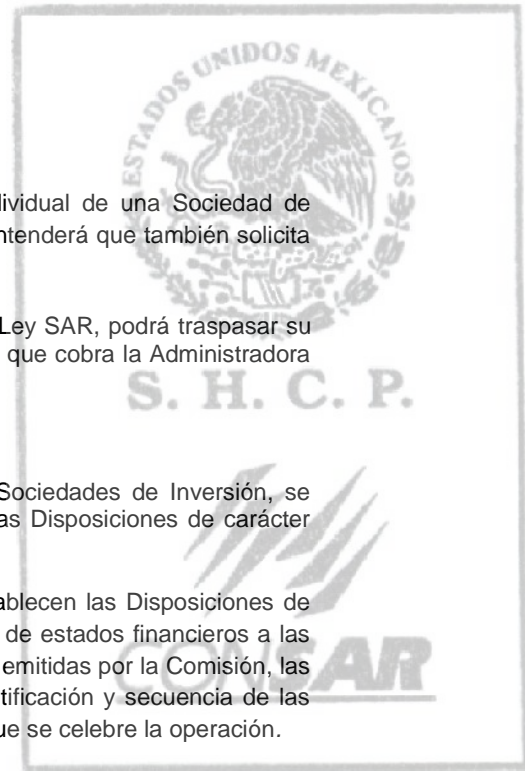 ESTADOS UNIDOS MEXICANOS
dividual de una Sociedad de
ntenderá que también solicita
Ley SAR, podrá traspasar su
que cobra la Administradora
S. H. C. P.
Sociedades de Inversión, se
as Disposiciones de carácter
ablecen las Disposiciones de
de estados financieros a las
emitidas por la Comisión, las
CONSAR
tificación y secuencia de las
ue se celebre la operación.